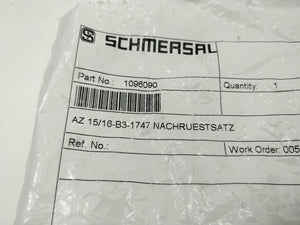 SCHMERSAL
Part No.: 1096090
Quantity: 1
AZ 15/16-B3-1747 NACHRUESTSATZ
Ref. No.:
Work Order: 005